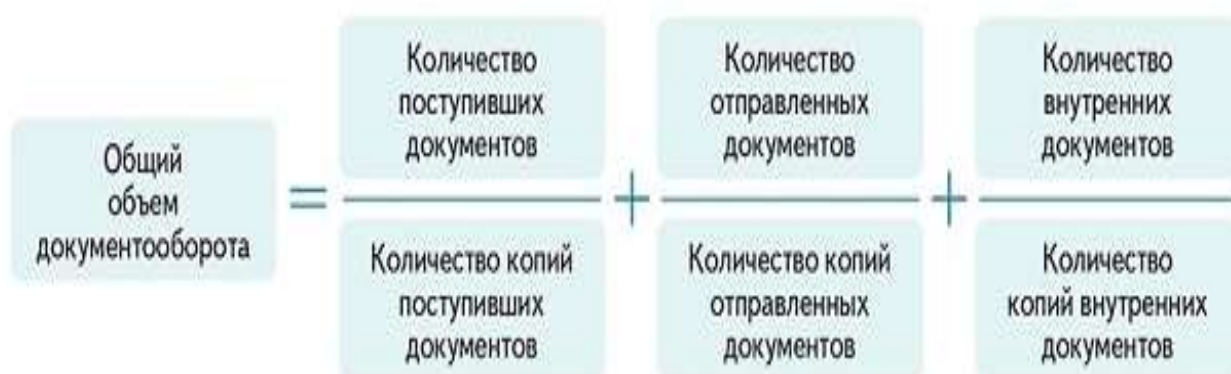 Общий
объем
документооборота
=
Количество
поступивших
документов
Количество копий
поступивших
документов
+
Количество
отправленных
документов
Количество копий
отправленных
документов
+
Количество
внутренних
документов
Количество
копий внутренних
документов